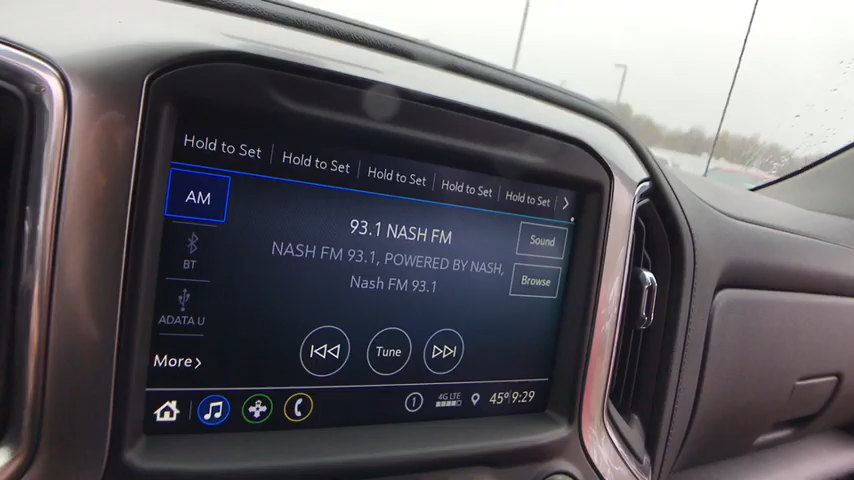 Hold to Set
Hold to Set
Hold to Set
Hold to Set
Hold to Set
AM
93.1 NASH FM
Sound
NASH FM 93.1, POWERED BY NASH,
Nash FM 93.1
BT
Browse
ADATA U
Tune
More
1
4G LTE
45° 9:29